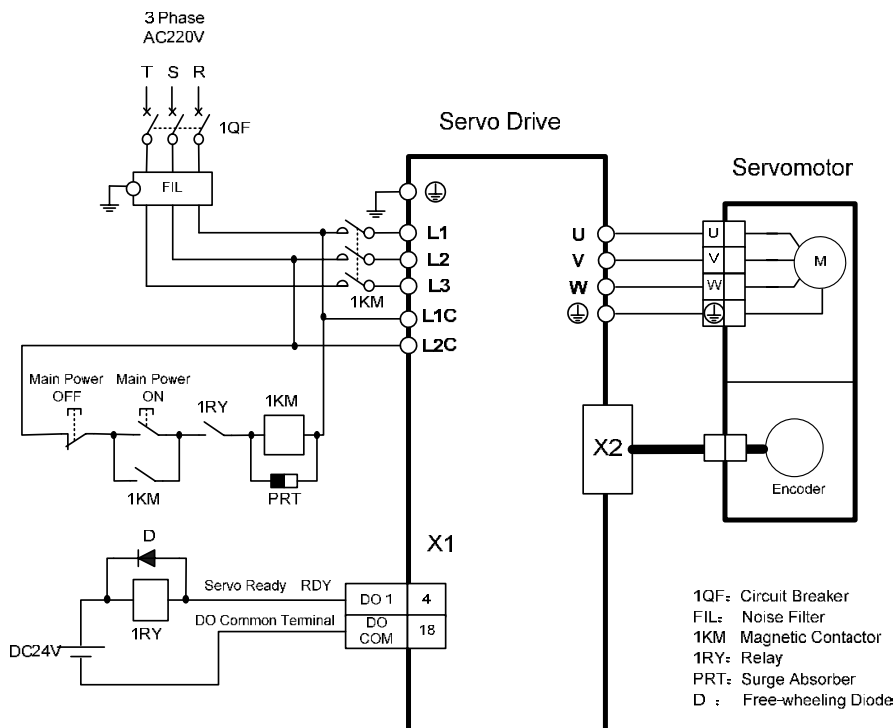 3 Phase
AC220V
T S R
1QF
FIL
Servo Drive
Servomotor
L1
L2
L3
1KM
L1C
L2C
U
V
W
U
V
W
M
Main Power
OFF
Main Power
ON
1RY
1KM
1KM
PRT
X2
Encoder
X1
D
1RY
DC24V
Servo Ready RDY
DO Common Terminal
DO 1
4
DO
COM
18
1QF: Circuit Breaker
FIL: Noise Filter
1KM Magnetic Contactor
1RY: Relay
PRT: Surge Absorber
D : Free-wheeling Diode